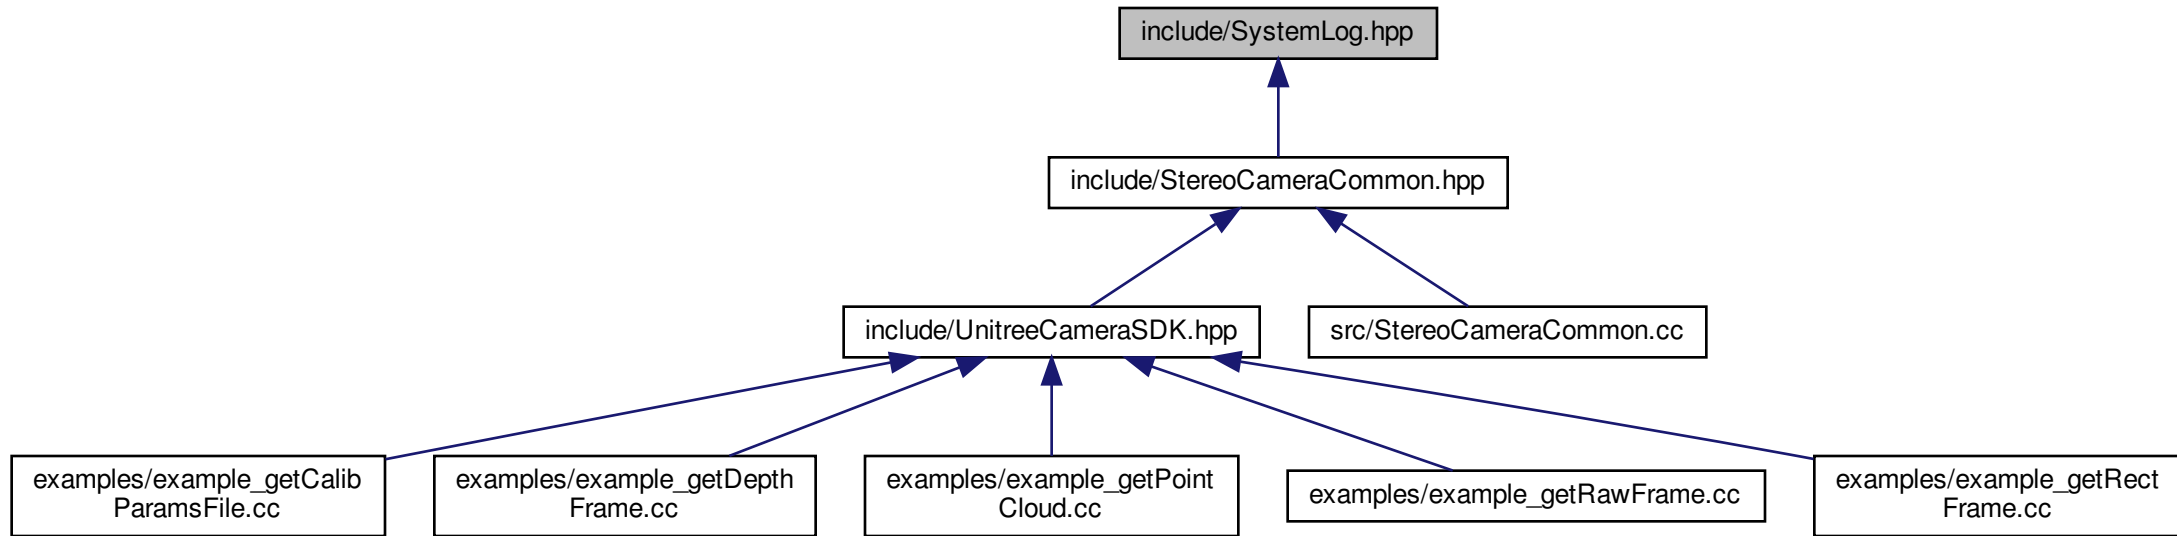 include/SystemLog.hpp
include/StereoCameraCommon.hpp
include/UnitreeCameraSDK.hpp
src/StereoCameraCommon.cc
examples/example_getCalib
ParamsFile.cc
examples/example_getDepth
Frame.cc
examples/example_getPoint
Cloud.cc
examples/example_getRawFrame.cc
examples/example_getRect
Frame.cc